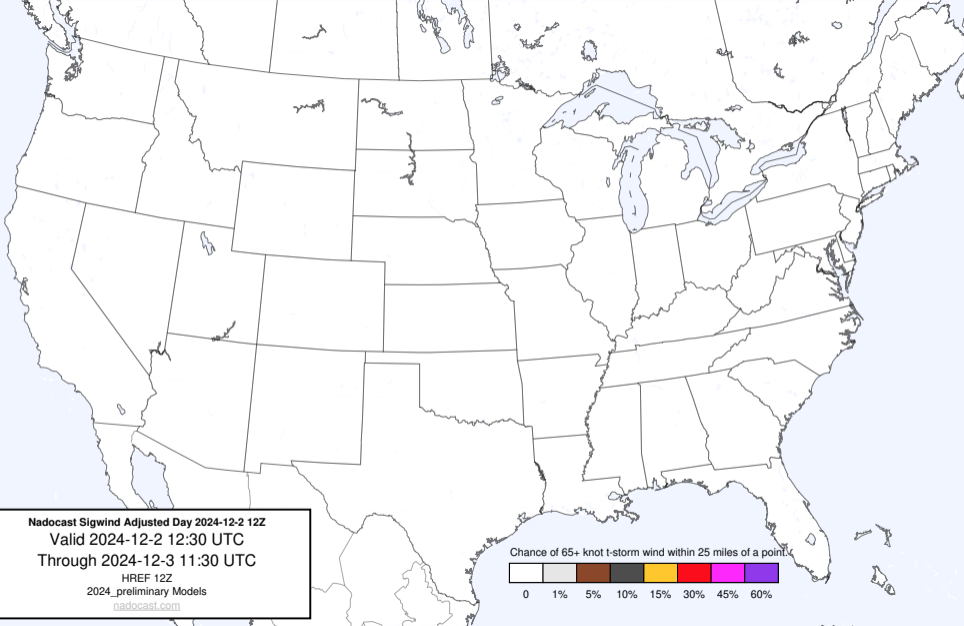 Nadocast Sigwind Adjusted Day 2024-12-2 12Z
Valid 2024-12-2 12:30 UTC
Through 2024-12-3 11:30 UTC
HREF 12Z
2024_preliminary Models
nadocast.com
Chance of 65+ knot t-storm wind within 25 miles of a point.
0 1% 5% 10% 15% 30% 45% 60%